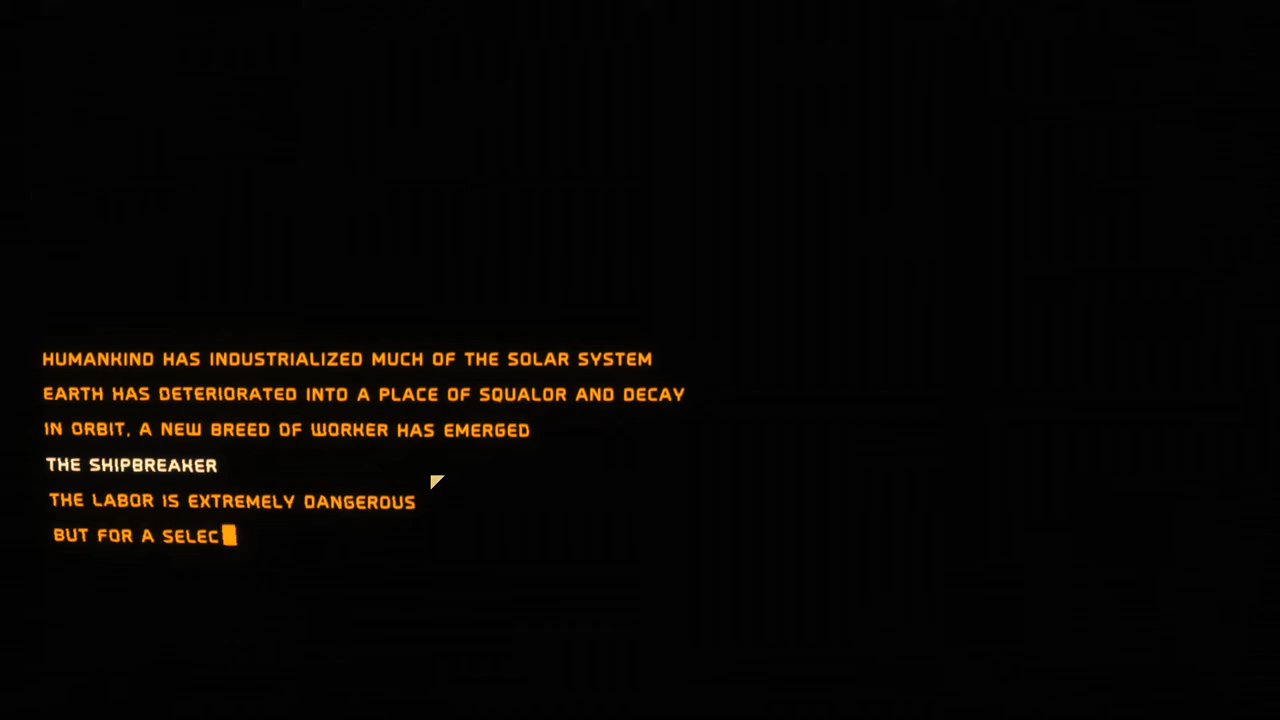 HUMANKIND HAS INDUSTRIALIZED MUCH OF THE SOLAR SYSTEM
EARTH HAS DETERIORATED INTO A PLACE OF SQUALOR AND DECAY
IN ORBIT, A NEW BREED OF WORKER HAS EMERGED
THE SHIPBREAKER
THE LABOR IS EXTREMELY DANGEROUS
BUT FOR A SELEC